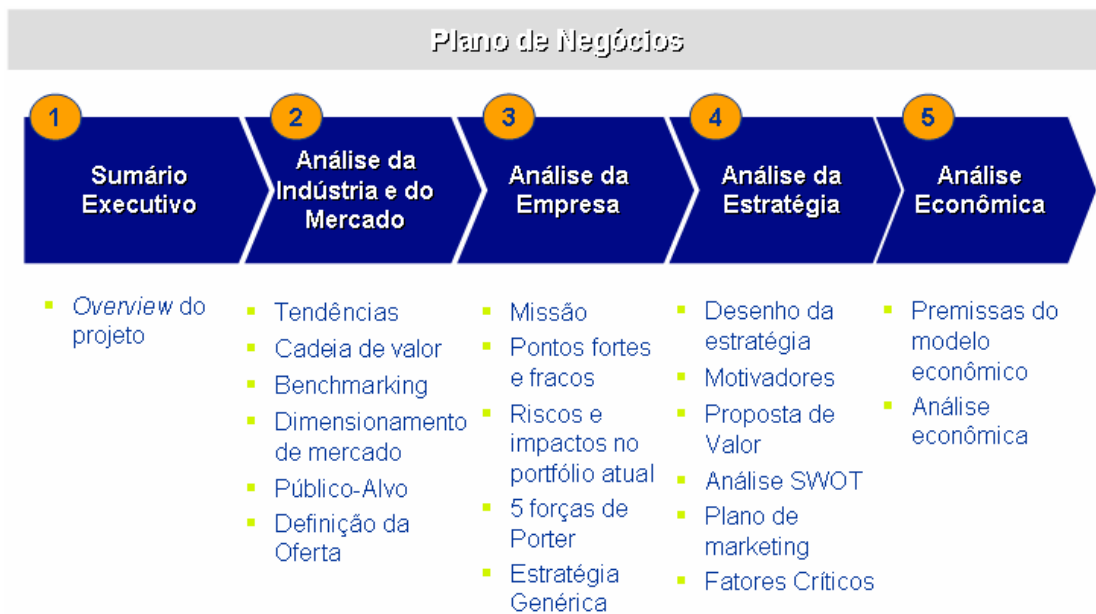 Plano de Negócios
1
Sumário
Executivo
Overview do
projeto
2
Análise da
Indústria e do
Mercado
Tendências
Cadeia de valor
Benchmarking
Dimensionamento
de mercado
Público-Alvo
Definição da
Oferta
3
Análise da
Empresa
Missão
Pontos fortes
e fracos
Riscos e
impactos no
portfólio atual
5 forças de
Porter
Estratégia
Genérica
4
Análise da
Estratégia
Desenho da
estratégia
Motivadores
Proposta de
Valor
Análise SWOT
Plano de
marketing
Fatores Críticos
5
Análise
Econômica
Premissas do
modelo
econômico
Análise
econômica